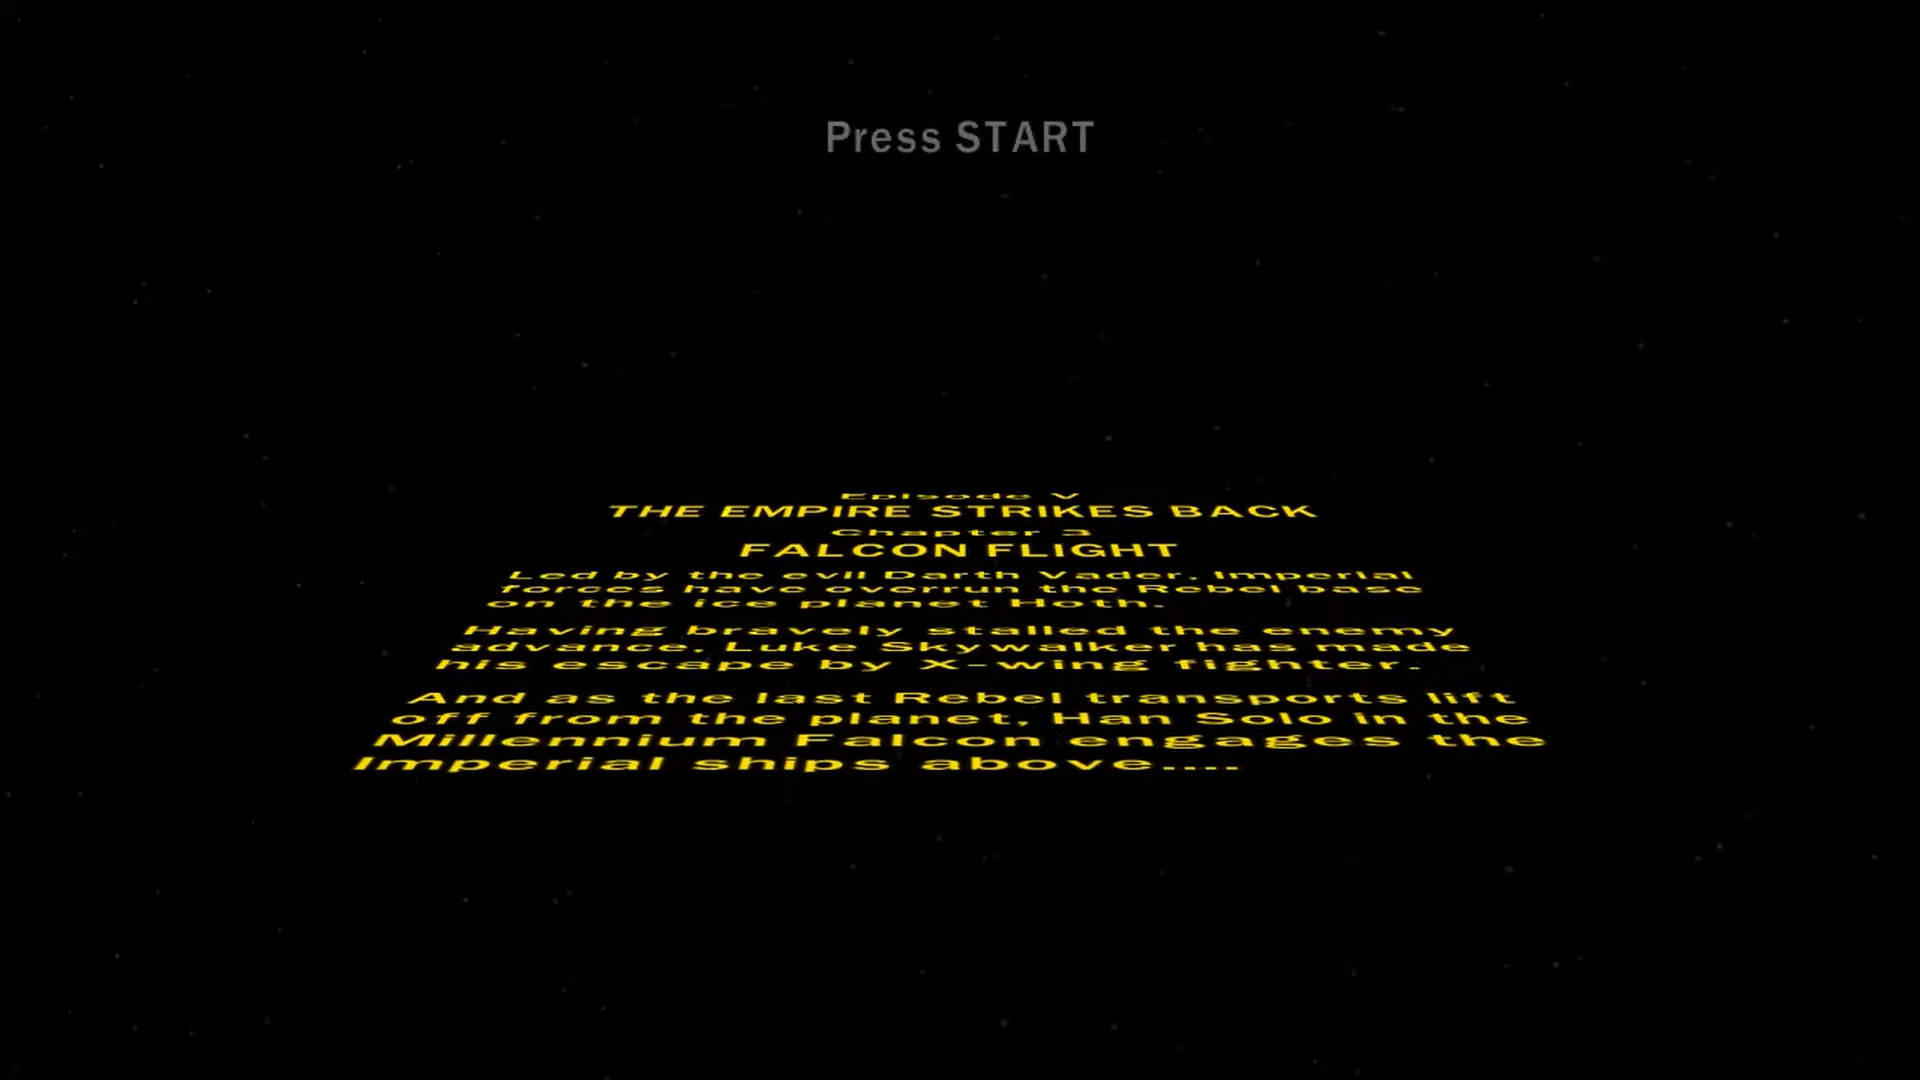 Press START
Episode V
THE EMPIRE STRIKES BACK
Chapter 3
FALCON FLIGHT
Led by the evil Darth Vader, Imperial
forces have overrun the Rebel base
on the ice planet Hoth.
Having bravely stalled the enemy
advance, Luke Skywalker has made
his escape by X-wing fighter.
And as the last Rebel transports lift
off from the planet, Han Solo in the
Millennium Falcon engages the
Imperial ships above....